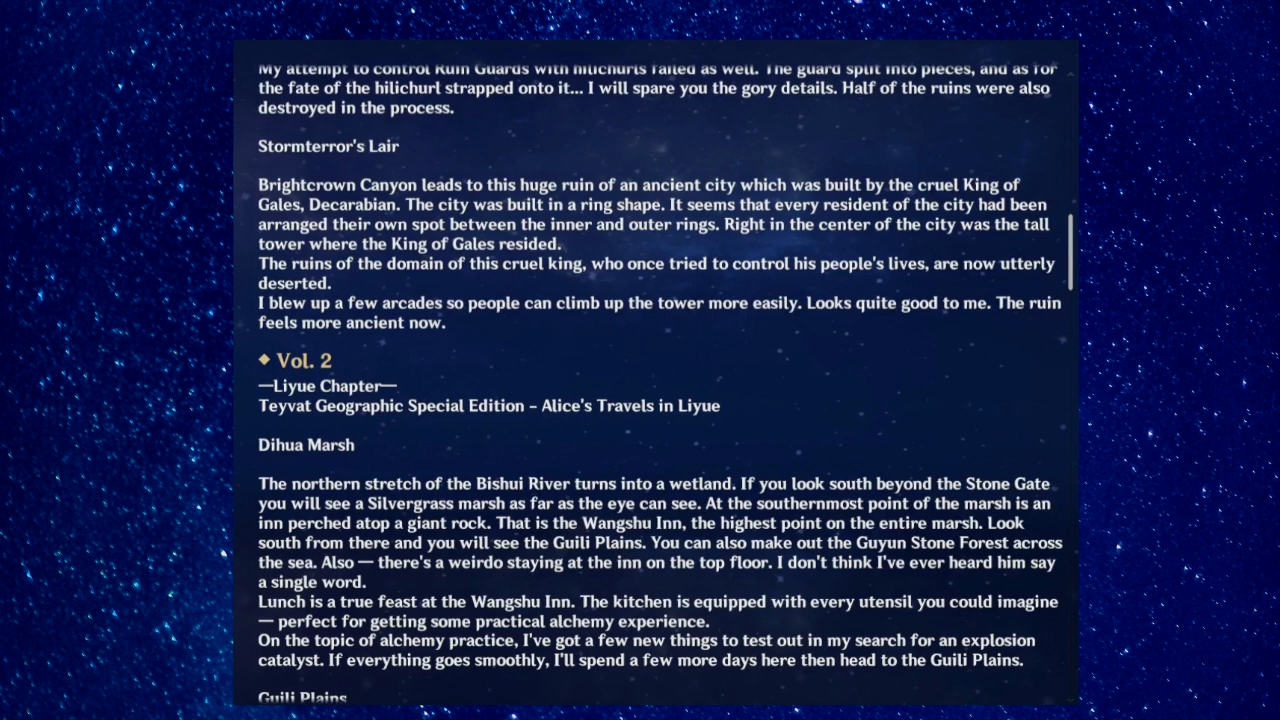 My attempt to control Ruin Guards with hilichurls failed as well. The guard split into pieces, and as for
the fate of the hilichurl strapped onto it... I will spare you the gory details. Half of the ruins were also
destroyed in the process.
Stormterror's Lair
Brightcrown Canyon leads to this huge ruin of an ancient city which was built by the cruel King of
Gales, Decarabian. The city was built in a ring shape. It seems that every resident of the city had been
arranged their own spot between the inner and outer rings. Right in the center of the city was the tall
tower where the King of Gales resided.
The ruins of the domain of this cruel king, who once tried to control his people's lives, are now utterly
deserted.
I blew up a few arcades so people can climb up the tower more easily. Looks quite good to me. The ruin
feels more ancient now.
◆ Vol. 2
—Liyue Chapter—
Teyvat Geographic Special Edition – Alice's Travels in Liyue
Dihua Marsh
The northern stretch of the Bishui River turns into a wetland. If you look south beyond the Stone Gate
you will see a Silvergrass marsh as far as the eye can see. At the southernmost point of the marsh is an
inn perched atop a giant rock. That is the Wangshu Inn, the highest point on the entire marsh. Look
south from there and you will see the Guili Plains. You can also make out the Guyun Stone Forest across
the sea. Also — there's a weirdo staying at the inn on the top floor. I don't think I've ever heard him say
a single word.
Lunch is a true feast at the Wangshu Inn. The kitchen is equipped with every utensil you could imagine
— perfect for getting some practical alchemy experience.
On the topic of alchemy practice, I've got a few new things to test out in my search for an explosion
catalyst. If everything goes smoothly, I'll spend a few more days here then head to the Guili Plains.
Guili Plains